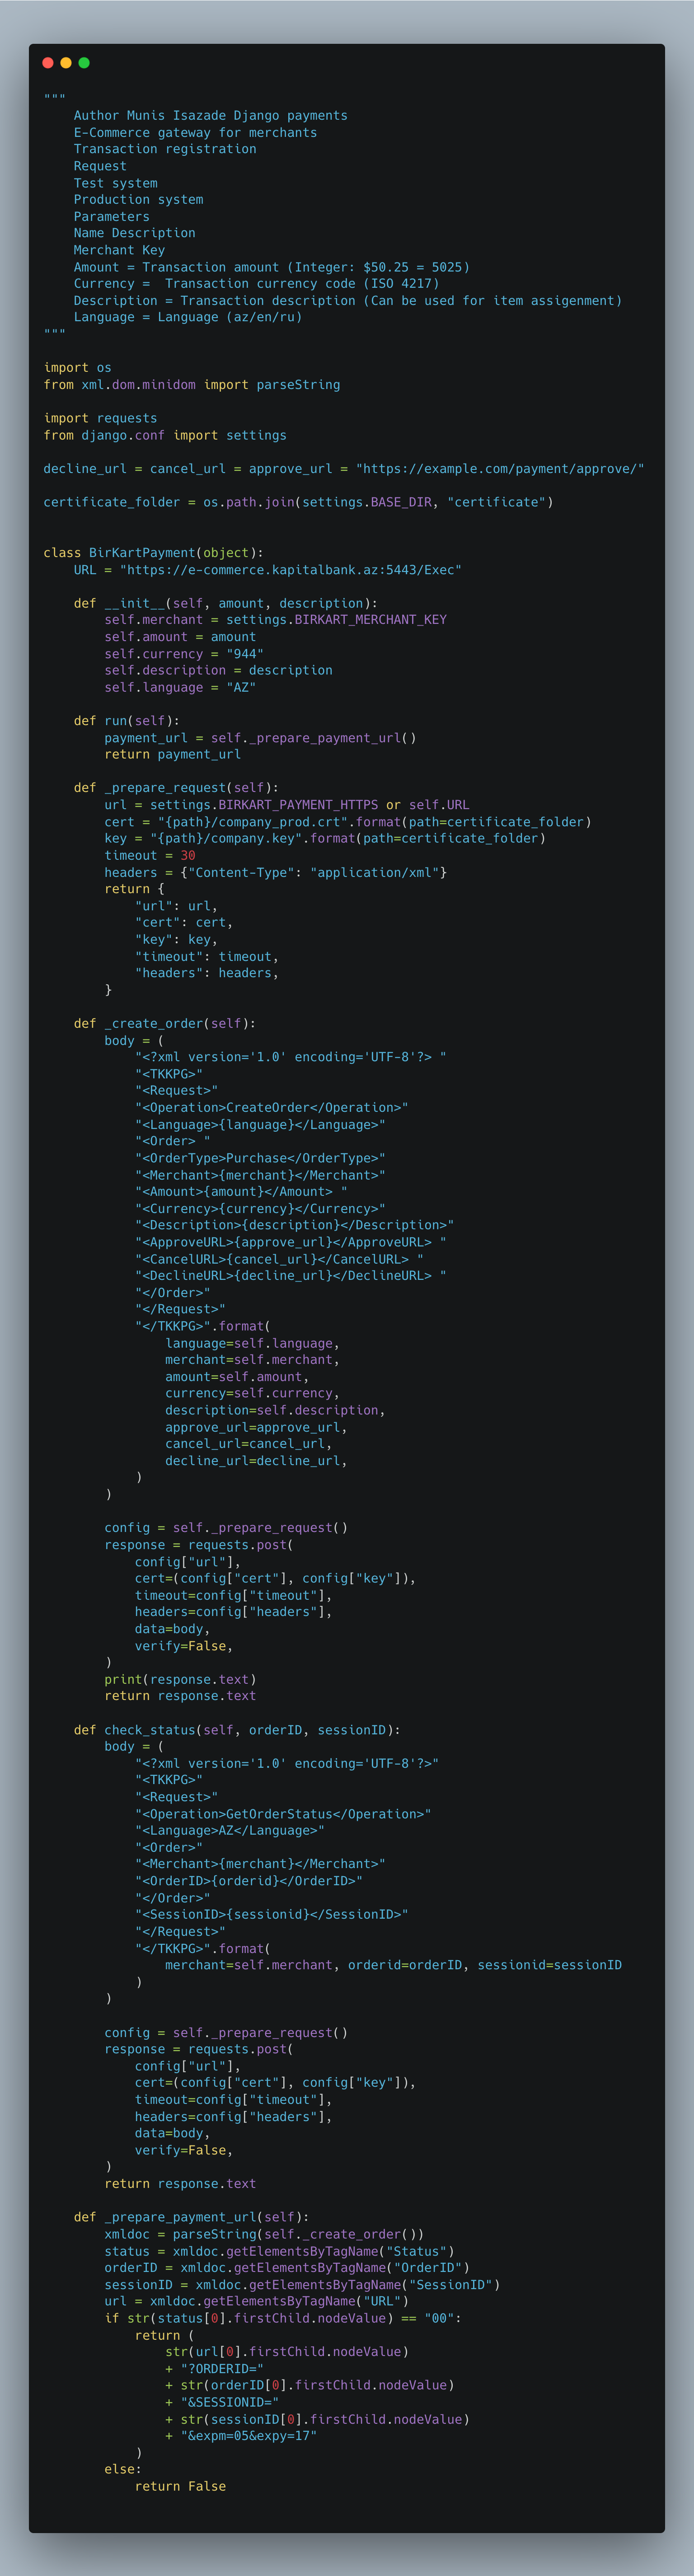 """
    Author Munis Isazade Django payments
    E-Commerce gateway for merchants
    Transaction registration
    Request
    Test system
    Production system
    Parameters
    Name Description
    Merchant Key
    Amount = Transaction amount (Integer: $50.25 = 5025)
    Currency =  Transaction currency code (ISO 4217)
    Description = Transaction description (Can be used for item assigenment)
    Language = Language (az/en/ru)
"""

import os
from xml.dom.minidom import parseString

import requests
from django.conf import settings

decline_url = cancel_url = approve_url = "https://example.com/payment/approve/"

certificate_folder = os.path.join(settings.BASE_DIR, "certificate")


class BirKartPayment(object):
    URL = "https://e-commerce.kapitalbank.az:5443/Exec"

    def __init__(self, amount, description):
        self.merchant = settings.BIRKART_MERCHANT_KEY
        self.amount = amount
        self.currency = "944"
        self.description = description
        self.language = "AZ"

    def run(self):
        payment_url = self._prepare_payment_url()
        return payment_url

    def _prepare_request(self):
        url = settings.BIRKART_PAYMENT_HTTPS or self.URL
        cert = "{path}/company_prod.crt".format(path=certificate_folder)
        key = "{path}/company.key".format(path=certificate_folder)
        timeout = 30
        headers = {"Content-Type": "application/xml"}
        return {
            "url": url,
            "cert": cert,
            "key": key,
            "timeout": timeout,
            "headers": headers,
        }

    def _create_order(self):
        body = (
            "<?xml version='1.0' encoding='UTF-8'?> "
            "<TKKPG>"
            "<Request>"
            "<Operation>CreateOrder</Operation>"
            "<Language>{language}</Language>"
            "<Order> "
            "<OrderType>Purchase</OrderType>"
            "<Merchant>{merchant}</Merchant>"
            "<Amount>{amount}</Amount> "
            "<Currency>{currency}</Currency>"
            "<Description>{description}</Description>"
            "<ApproveURL>{approve_url}</ApproveURL> "
            "<CancelURL>{cancel_url}</CancelURL> "
            "<DeclineURL>{decline_url}</DeclineURL> "
            "</Order>"
            "</Request>"
            "</TKKPG>".format(
                language=self.language,
                merchant=self.merchant,
                amount=self.amount,
                currency=self.currency,
                description=self.description,
                approve_url=approve_url,
                cancel_url=cancel_url,
                decline_url=decline_url,
            )
        )

        config = self._prepare_request()
        response = requests.post(
            config["url"],
            cert=(config["cert"], config["key"]),
            timeout=config["timeout"],
            headers=config["headers"],
            data=body,
            verify=False,
        )
        print(response.text)
        return response.text

    def check_status(self, orderID, sessionID):
        body = (
            "<?xml version='1.0' encoding='UTF-8'?>"
            "<TKKPG>"
            "<Request>"
            "<Operation>GetOrderStatus</Operation>"
            "<Language>AZ</Language>"
            "<Order>"
            "<Merchant>{merchant}</Merchant>"
            "<OrderID>{orderid}</OrderID>"
            "</Order>"
            "<SessionID>{sessionid}</SessionID>"
            "</Request>"
            "</TKKPG>".format(
                merchant=self.merchant, orderid=orderID, sessionid=sessionID
            )
        )

        config = self._prepare_request()
        response = requests.post(
            config["url"],
            cert=(config["cert"], config["key"]),
            timeout=config["timeout"],
            headers=config["headers"],
            data=body,
            verify=False,
        )
        return response.text

    def _prepare_payment_url(self):
        xmldoc = parseString(self._create_order())
        status = xmldoc.getElementsByTagName("Status")
        orderID = xmldoc.getElementsByTagName("OrderID")
        sessionID = xmldoc.getElementsByTagName("SessionID")
        url = xmldoc.getElementsByTagName("URL")
        if str(status[0].firstChild.nodeValue) == "00":
            return (
                str(url[0].firstChild.nodeValue)
                + "?ORDERID="
                + str(orderID[0].firstChild.nodeValue)
                + "&SESSIONID="
                + str(sessionID[0].firstChild.nodeValue)
                + "&expm=05&expy=17"
            )
        else:
            return False